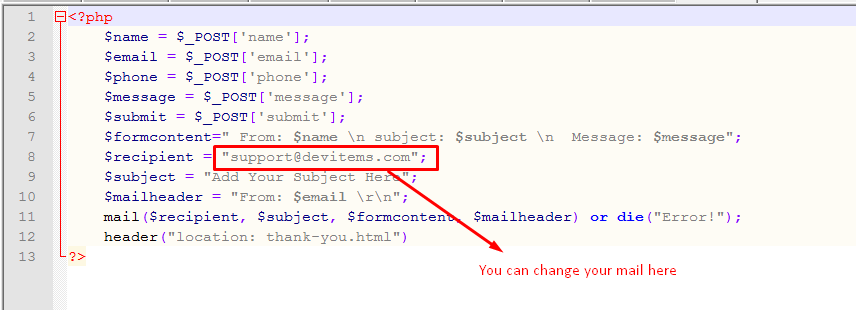 1 <?php
2 $name = $_POST['name'];
3 $email = $_POST['email'];
4 $phone = $_POST['phone'];
5 $message = $_POST['message'];
6 $submit = $_POST['submit'];
7 $formcontent=" From: $name \n subject: $subject \n  Message: $message";
8 $recipient = "support@devitems.com";
9 $subject = "Add Your Subject Here";
10 $mailheader = "From: $email \r\n";
11 mail($recipient, $subject, $formcontent, $mailheader) or die("Error!");
12 header("location: thank-you.html")
13 ?>
You can change your mail here